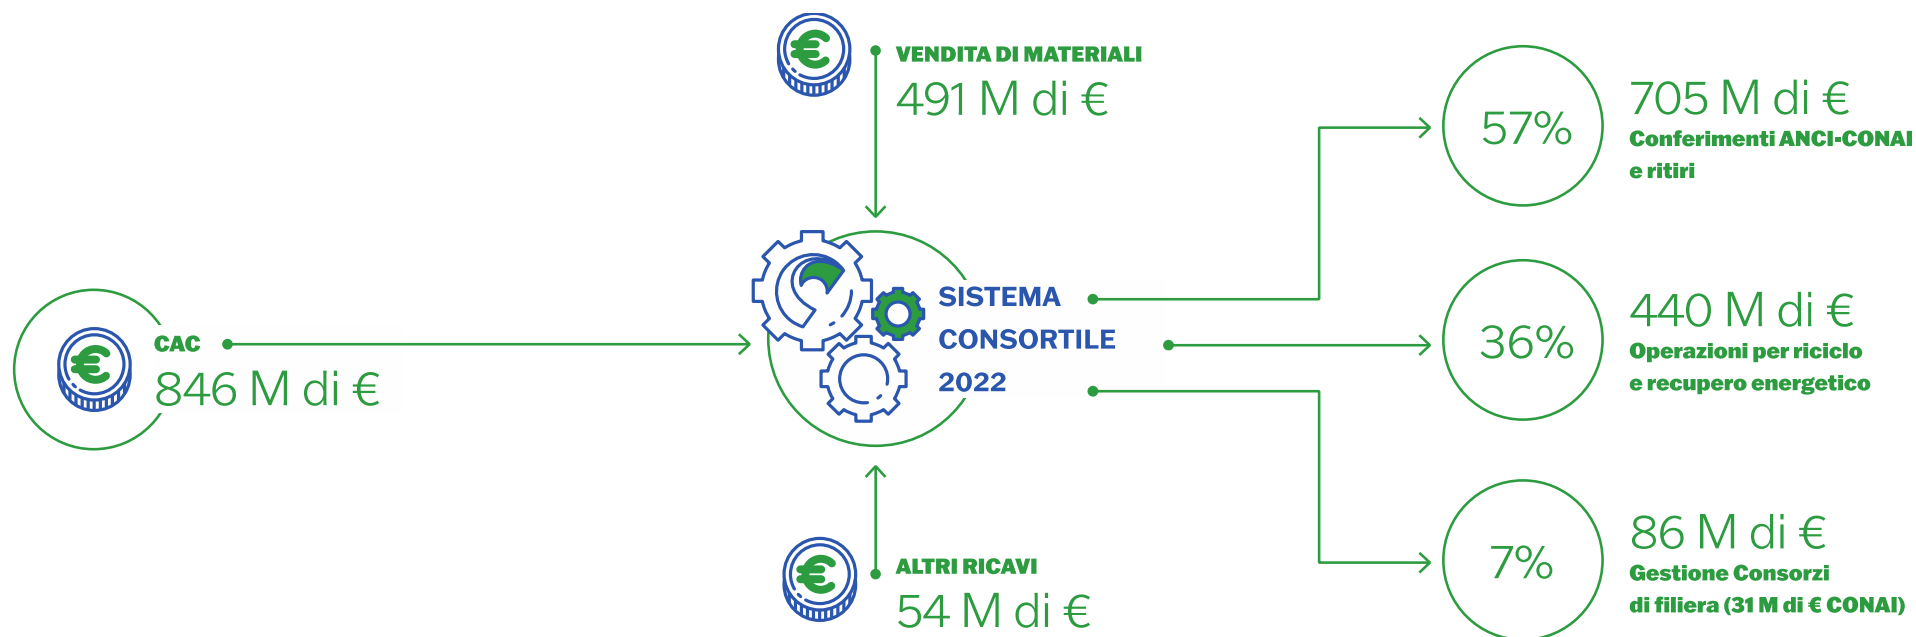 VENDITA DI MATERIALI
491 M di €
CAC
846 M di €
SISTEMA
CONSORTILE
2022
ALTRI RICAVI
54 M di €
57%
705 M di €
Conferimenti ANCI-CONAI
e ritiri
36%
440 M di €
Operazioni per riciclo
e recupero energetico
7%
86 M di €
Gestione Consorzi
di filiera (31 M di € CONAI)